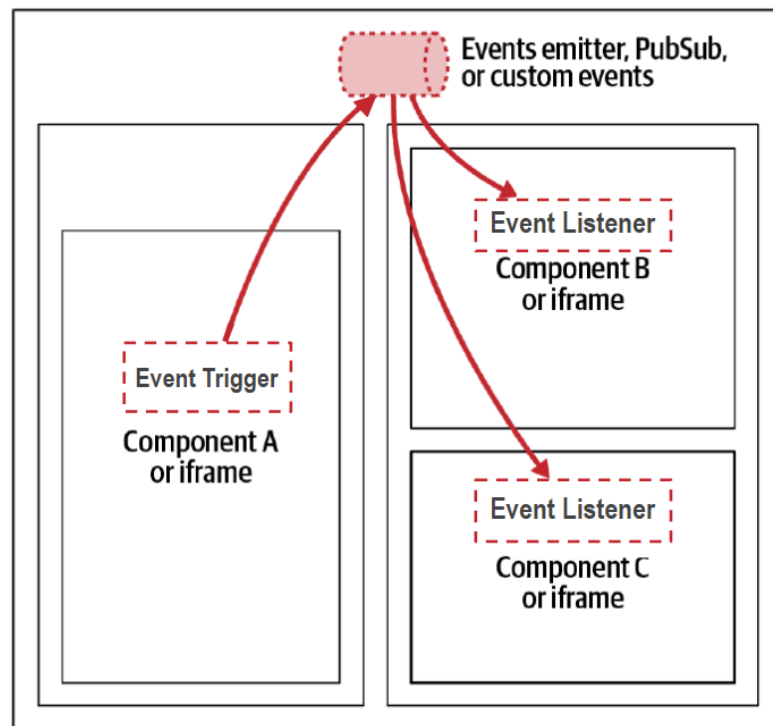 Events emitter, PubSub,
or custom events
Event Trigger
Component A
or iframe
Event Listener
Component B
or iframe
Event Listener
Component C
or iframe